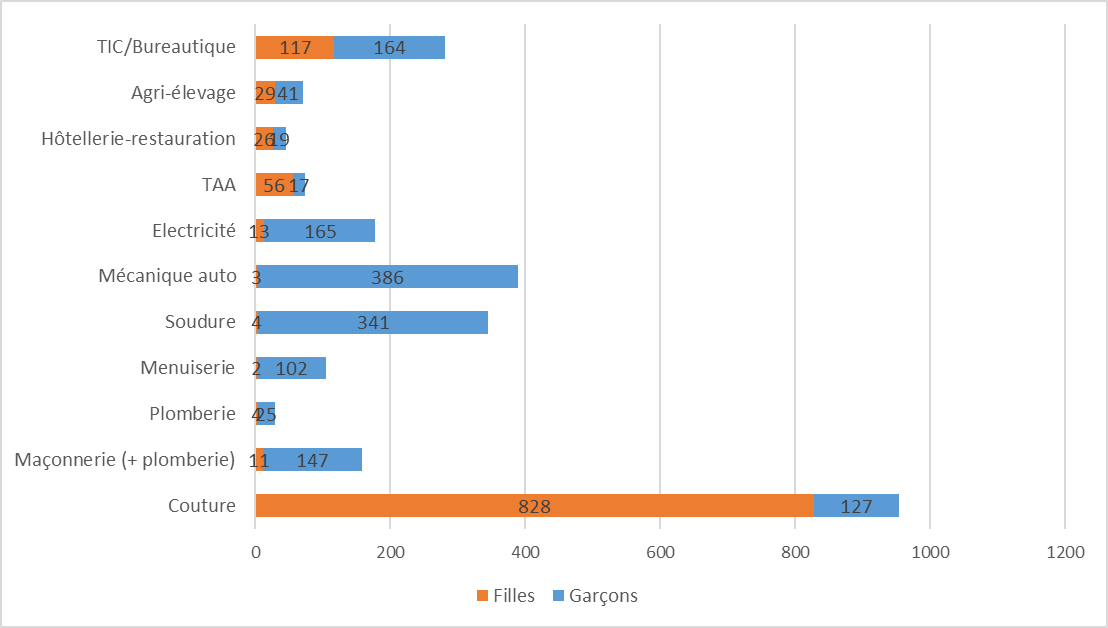 TIC/Bureautique 117 164
Agri-élevage 29 41
Hôtellerie-restauration 26 19
TAA 56 17
Electricité 13 165
Mécanique auto 3 386
Soudure 4 341
Menuiserie 2 102
Plomberie 4 25
Maçonnerie (+ plomberie) 11 147
Couture 828 127
0 200 400 600 800 1000 1200
Filles Garçons